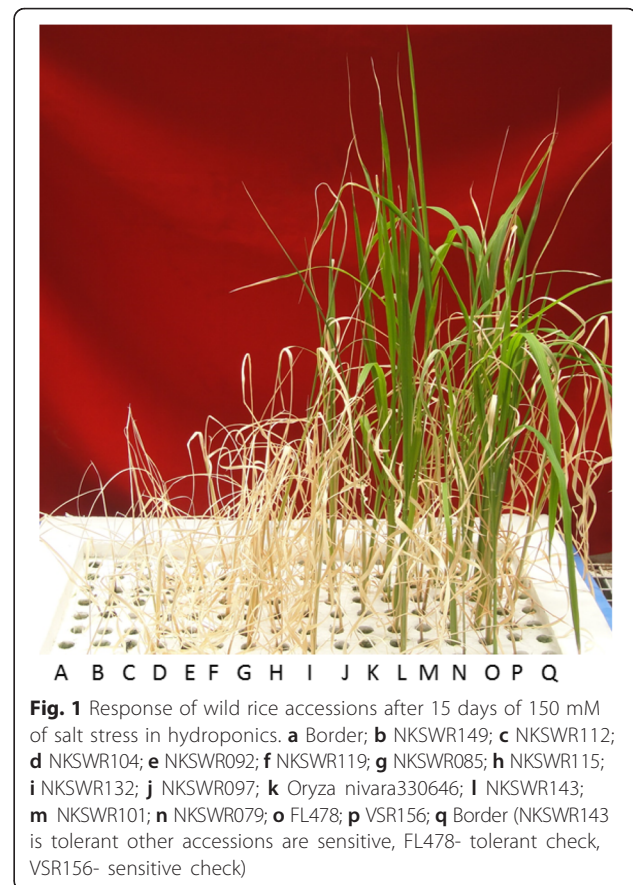 A B C D E F G H I J K L M N O P Q
Fig. 1 Response of wild rice accessions after 15 days of 150 mM
of salt stress in hydroponics. a Border; b NKSWR149; c NKSWR112;
d NKSWR104; e NKSWR092; f NKSWR119; g NKSWR085; h NKSWR115;
i NKSWR132; j NKSWR097; k Oryza nivara330646; l NKSWR143;
m NKSWR101; n NKSWR079; o FL478; p VSR156; q Border (NKSWR143
is tolerant other accessions are sensitive, FL478- tolerant check,
VSR156- sensitive check)